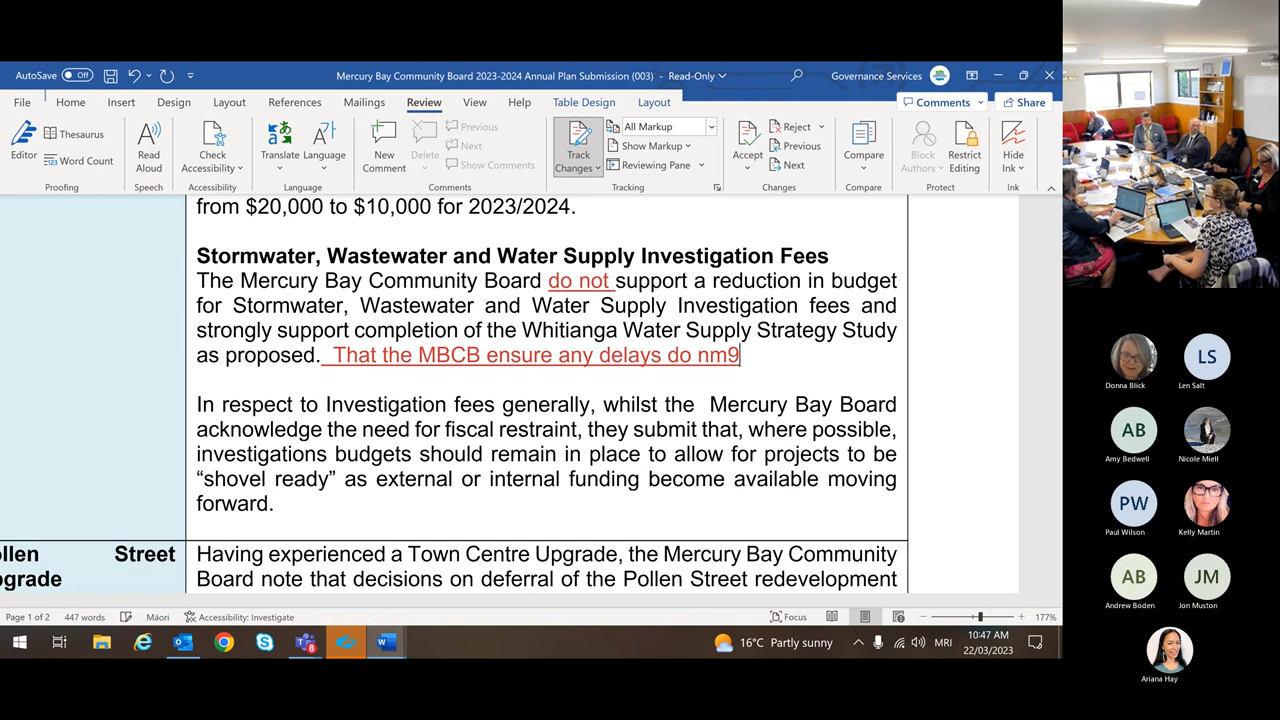 AutoSave Off
Mercury Bay Community Board 2023-2024 Annual Plan Submission (003) - Read-Only
Governance Services
File Home Insert Design Layout References Mailings Review View Help Table Design Layout
Comments Share
Editor
Thesaurus
Word Count
Proofing
Read Aloud
Speech
Check Accessibility
Accessibility
Translate Language
Language
New Comment
Delete
Previous
Next
Show Comments
Comments
Track Changes
All Markup
Show Markup
Reviewing Pane
Tracking
Accept
Reject
Previous
Next
Changes
Compare
Compare
Block Authors
Restrict Editing
Protect
Hide Ink
Ink
from $20,000 to $10,000 for 2023/2024.
Stormwater, Wastewater and Water Supply Investigation Fees
The Mercury Bay Community Board do not support a reduction in budget
for Stormwater, Wastewater and Water Supply Investigation fees and
strongly support completion of the Whitianga Water Supply Strategy Study
as proposed. That the MBCB ensure any delays do nm9
In respect to Investigation fees generally, whilst the Mercury Bay Board
acknowledge the need for fiscal restraint, they submit that, where possible,
investigations budgets should remain in place to allow for projects to be
“shovel ready” as external or internal funding become available moving
forward.
ollen Street
pgrade
Having experienced a Town Centre Upgrade, the Mercury Bay Community
Board note that decisions on deferral of the Pollen Street redevelopment
Page 1 of 2 447 words Māori Accessibility: Investigate Focus 177%
16°C Partly sunny MRI 10:47 AM
22/03/2023
8
Donna Blick
LS
Len Salt
AB
Amy Bedwell
Nicole Miell
PW
Paul Wilson
Kelly Martin
AB
Andrew Boden
JM
Jon Muston
Ariana Hay